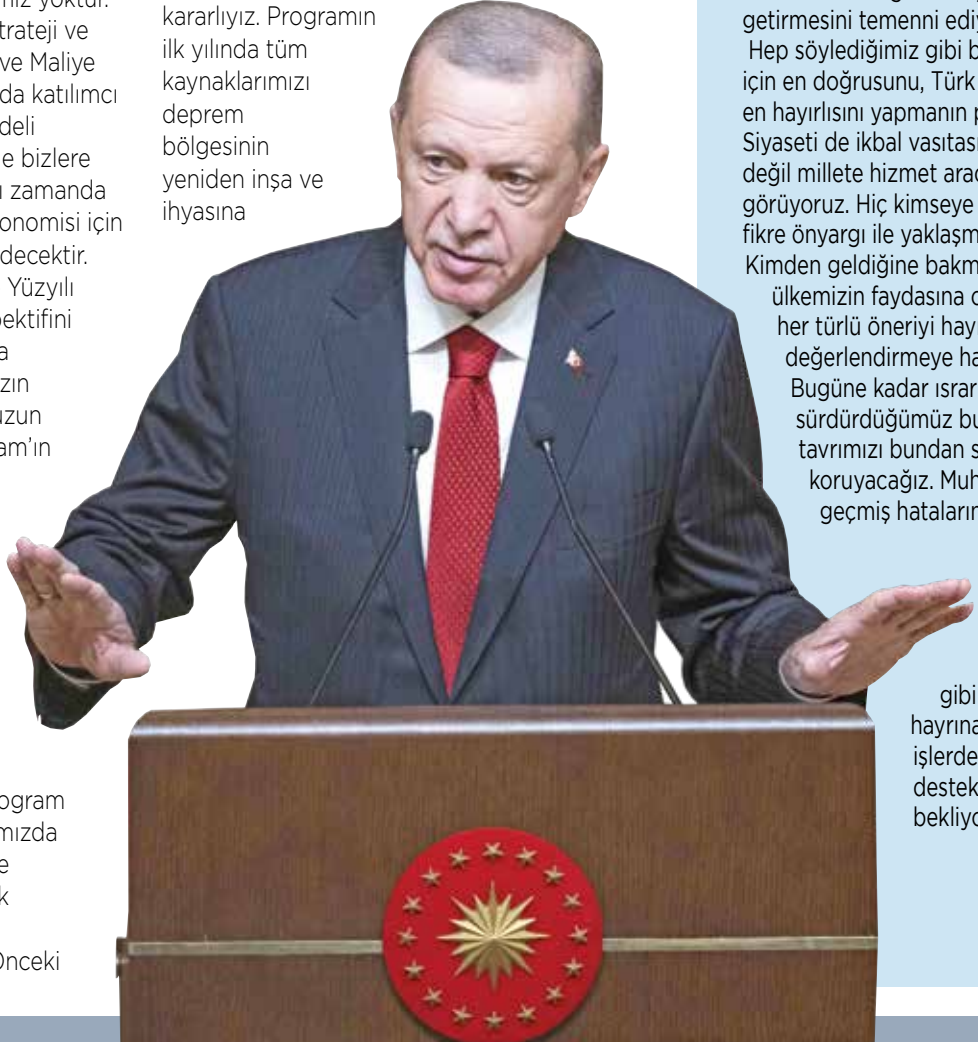 miz yoktur.
trateji ve
ve Maliye
da katılımcı
deli
e bizlere
zamanda
onomisi için
decektir.
Yüzyılı
ektifini
a
zın
uzun
am'ın
ogram
mızda
e
k
Önceki
kararlıyız. Programın
ilk yılında tüm
kaynaklarımızı
deprem
bölgesinin
yeniden inşa ve
ihyasına
getirmesini temenni ediy
Hep söylediğimiz gibi b
için en doğrusunu, Türk
en hayırlısını yapmanın p
Siyaseti de ikbal vasıtası
değil millete hizmet arac
görüyoruz. Hiç kimseye
fikre önyargı ile yaklaşm
Kimden geldiğine bakm
ülkemizin faydasına o
her türlü öneriyi hay
değerlendirmeye ha
Bugüne kadar ısrar
sürdürdüğümüz bu
tavrımızı bundan s
koruyacağız. Muh
geçmiş hataların
gibi
hayrına
işlerde
destek
bekliyo